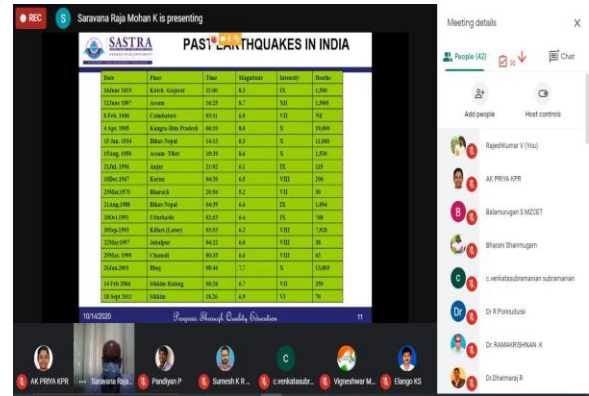 REC
S Saravana Raja Mohan K is presenting
SASTRA
PAST EARTHQUAKES IN INDIA
Date Place Time Magnitude Intensity Deaths
16June 1819 Kutch Gujarat 11:00 8.3 IX 1,500
12June 1897 Assam 16:25 8.7 XII 1,500
8 Feb. 1900 Coimbatore 03:11 6.0 VII Nil
4 Apr. 1905 Kangra Him Pradesh 06:10 8.0 X 19,000
15 Jan. 1934 Bihar-Nepal 14:13 8.3 X 11,000
15Aug. 1950 Assam Tibet 19:39 8.6 X 1,530
21Jul. 1956 Anjar 21:02 6.1 IX 115
10Dec.1967 Koyna 04:30 6.5 VIII 200
23Mar.1970 Bharuch 20:56 5.2 VII 30
21Aug.1988 Bihar-Nepal 04:39 6.6 IX 1,004
20Oct.1991 Uttarkashi 02:53 6.4 IX 768
30Sep.1993 Killari (Latur) 03:53 6.2 VIII 7,928
22May1997 Jabalpur 04:22 6.0 VIII 38
29Mar. 1999 Chamoli 00:35 6.6 VIII 63
26Jan.2001 Bhuj 08:46 7.7 X 13,805
14 Feb 2006 Sikkim 06:26 VII
18 Sept 2011 Sikkim 18:26 6.9 VI
10/14/2020 Progress Through Quality Education 11
AK PRIYA KPR
Saravana Raja...
Pandiyan P
Sumesh K R ...
C
c.venkatasubr...
Vigneshwar M...
Elango KS
Meeting details X
People (42)
Chat
Add people Host controls
RajeshKumar V (You)
AK PRIYA KPR
B Balamurugan S MZCET
Bharani Shanmugam
C c.venkatasubramanian subramanian
Dr Dr R Ponnudurai
Dr. RAMAKRISHNAN .K
Dr.Dharmaraj R